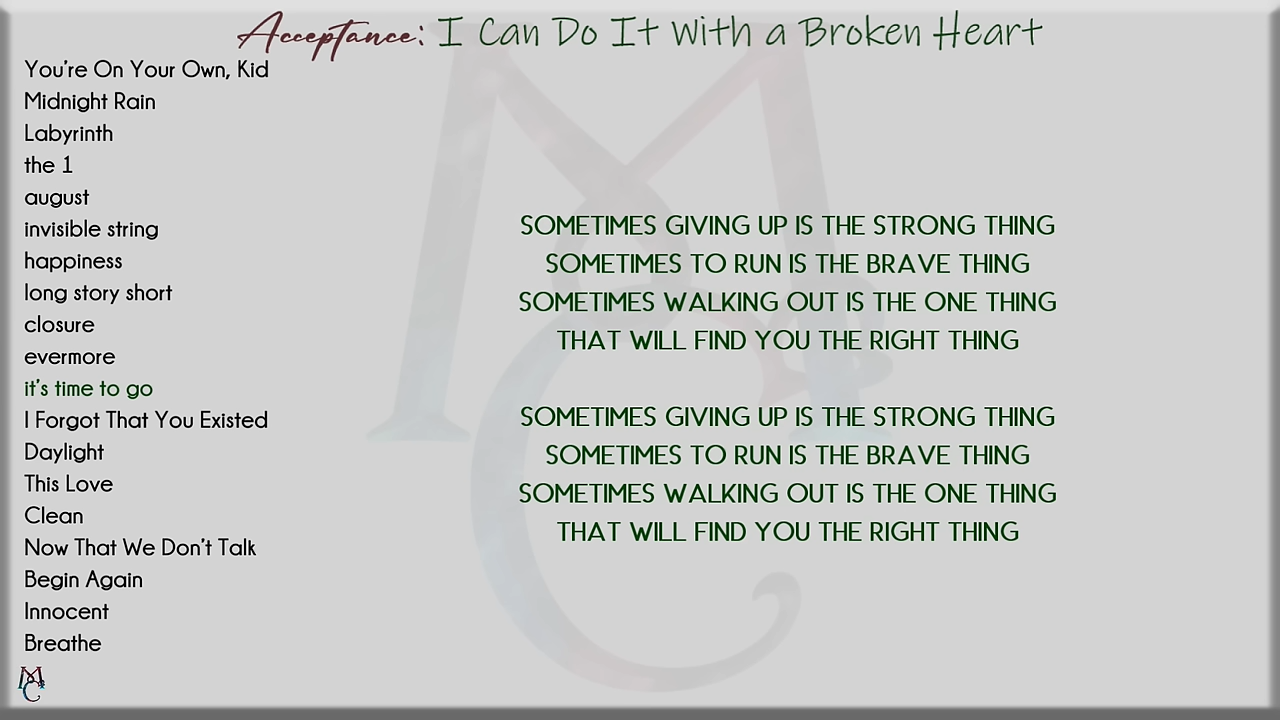 Acceptance: I Can Do It With a Broken Heart
You're On Your Own, Kid
Midnight Rain
Labyrinth
the 1
august
invisible string
happiness
long story short
closure
evermore
it's time to go
I Forgot That You Existed
Daylight
This Love
Clean
Now That We Don't Talk
Begin Again
Innocent
Breathe
SOMETIMES GIVING UP IS THE STRONG THING
SOMETIMES TO RUN IS THE BRAVE THING
SOMETIMES WALKING OUT IS THE ONE THING
THAT WILL FIND YOU THE RIGHT THING
SOMETIMES GIVING UP IS THE STRONG THING
SOMETIMES TO RUN IS THE BRAVE THING
SOMETIMES WALKING OUT IS THE ONE THING
THAT WILL FIND YOU THE RIGHT THING